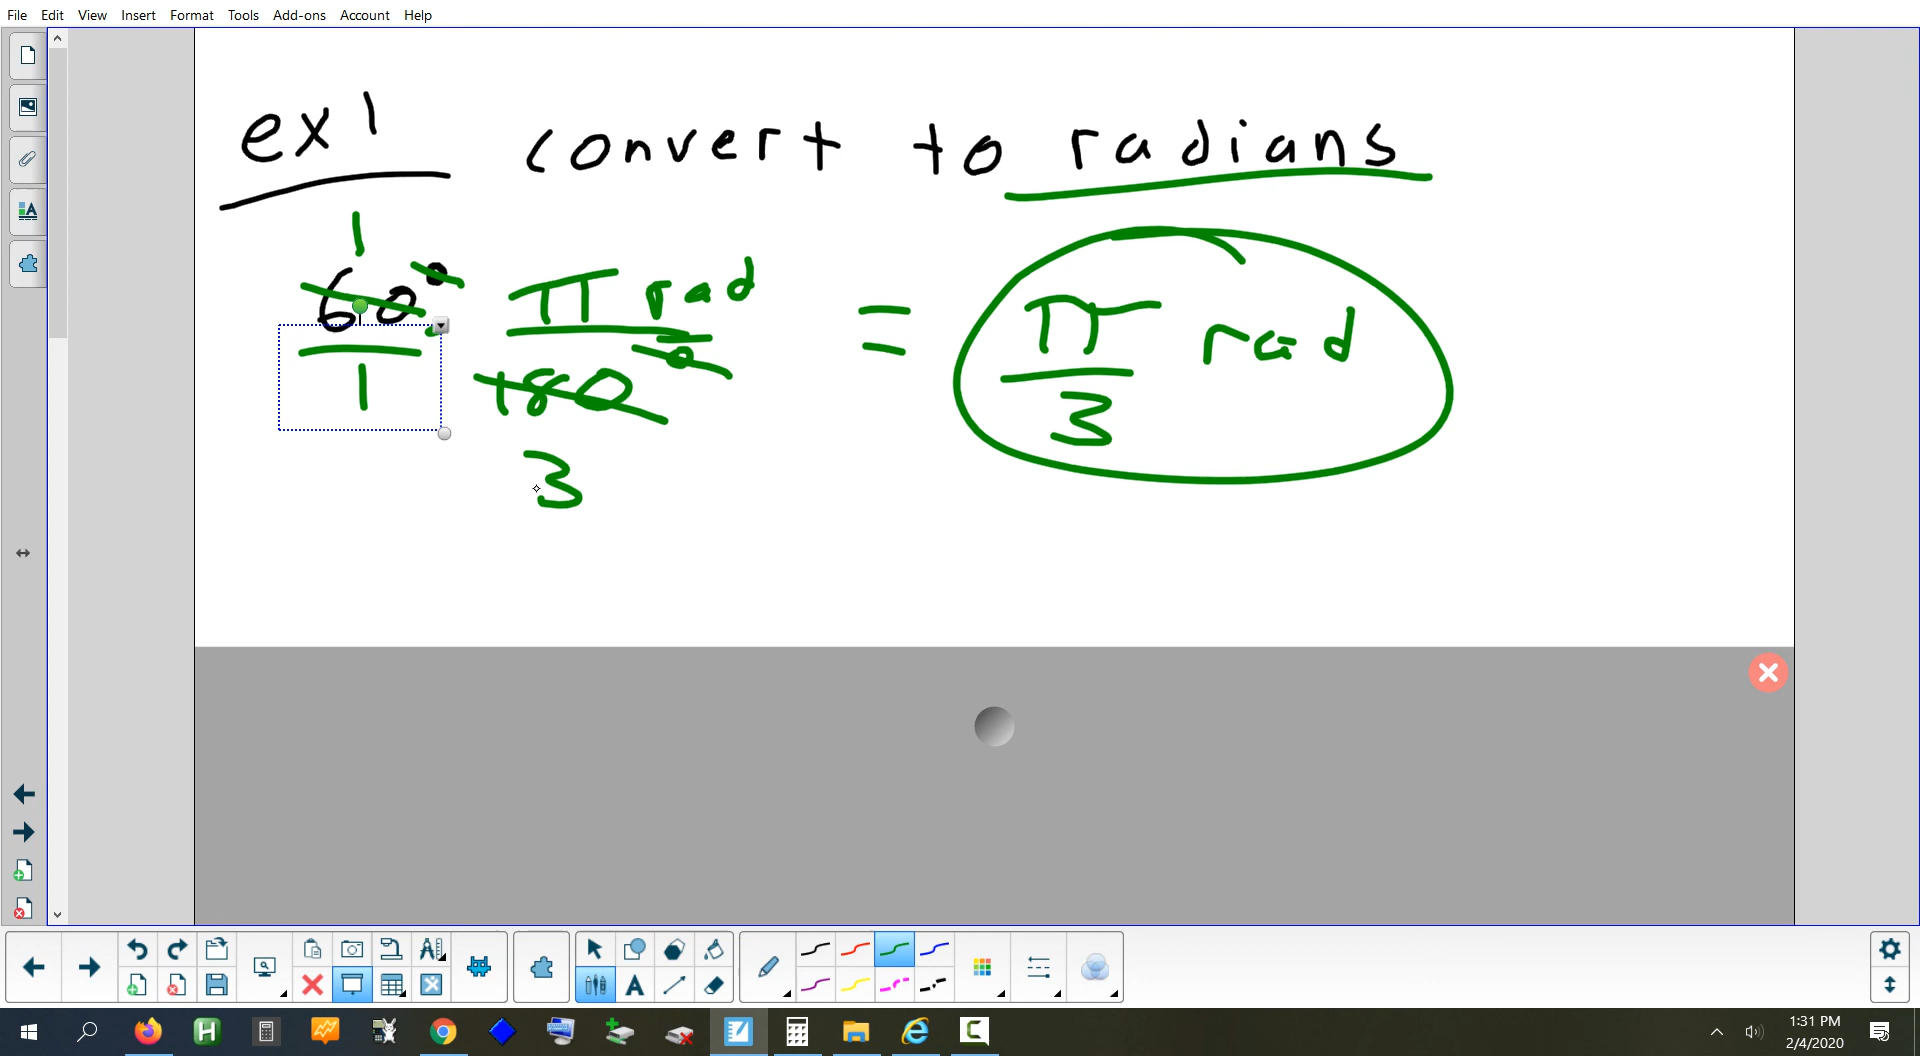 File Edit View Insert Format Tools Add-ons Account Help
ex 1 convert to radians
1
60° π rad = π rad
1 180° 3
3
1:31 PM
2/4/2020